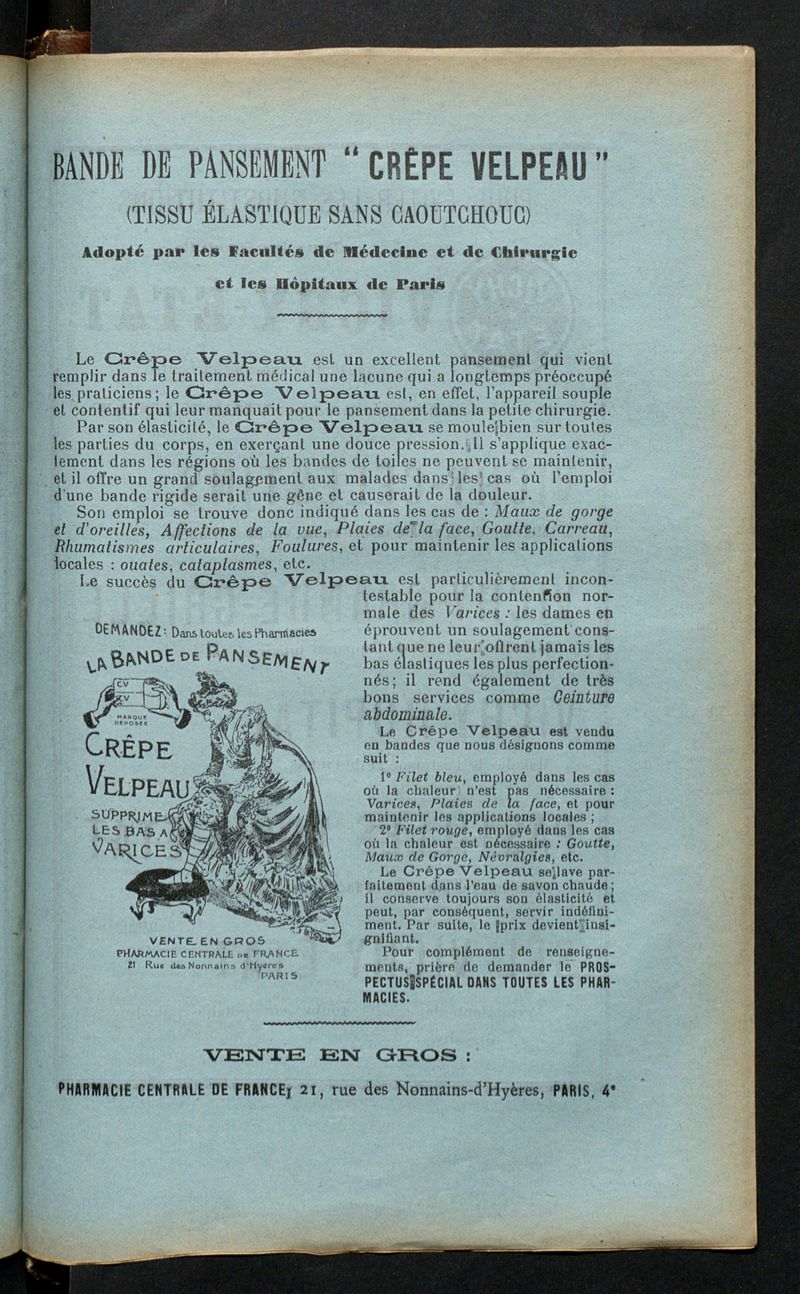 BANDE DE PANSEMENT “ CRÊPE VELPEAU ”
(TISSU ÉLASTIQUE SANS CAOUTCHOUC)
Adopté par les Facultés de Médecine et de Chirurgie
et les Hôpitaux de Paris
Le Crêpe Velpeau est un excellent pansement qui vient
remplir dans le traitement médical une lacune qui a longtemps préoccupé
les praticiens ; le Crêpe Velpeau est, en effet, l'appareil souple
et contentif qui leur manquait pour le pansement dans la petite chirurgie.
Par son élasticité, le Crêpe Velpeau se moule bien sur toutes
les parties du corps, en exerçant une douce pression. Il s'applique exac-
tement dans les régions où les bandes de toiles ne peuvent se maintenir,
et il offre un grand soulagement aux malades dans les cas où l'emploi
d'une bande rigide serait une gêne et causerait de la douleur.
Son emploi se trouve donc indiqué dans les cas de : Maux de gorge
et d'oreilles, Affections de la vue, Plaies de la face, Goutte, Carreau,
Rhumatismes articulaires, Foulures, et pour maintenir les applications
locales : ouates, cataplasmes, etc.
Le succès du Crêpe Velpeau est particulièrement incon-
testable pour la contention nor-
male des Varices : les dames en
éprouvent un soulagement cons-
tant que ne leur offrent jamais les
bas élastiques les plus perfection-
nés ; il rend également de très
bons services comme Ceinture
abdominale.
Le Crêpe Velpeau est vendu
en bandes que nous désignons comme
suit :
1° Filet bleu, employé dans les cas
où la chaleur n'est pas nécessaire :
Varices, Plaies de la face, et pour
maintenir les applications locales ;
2° Filet rouge, employé dans les cas
où la chaleur est nécessaire : Goutte,
Maux de Gorge, Névralgies, etc.
Le Crêpe Velpeau se lave par-
faitement dans l'eau de savon chaude ;
il conserve toujours son élasticité et
peut, par conséquent, servir indéfini-
ment. Par suite, le prix devient insi-
gnifiant.
Pour complément de renseigne-
ments, prière de demander le PROS-
PECTUS SPÉCIAL DANS TOUTES LES PHAR-
MACIES.
DEMANDEZ : Dans toutes les Pharmacies
LA BANDE DE PANSEMENT
CV
CV
MARQUE
DÉPOSÉE
CRÊPE
VELPEAU
SUPPRIME
LES BAS A
VARICES
VENTE EN GROS
PHARMACIE CENTRALE DE FRANCE
21 Rue des Nonnains d'Hyères
PARIS
VENTE EN GROS :
PHARMACIE CENTRALE DE FRANCE, 21, rue des Nonnains-d'Hyères, PARIS, 4e